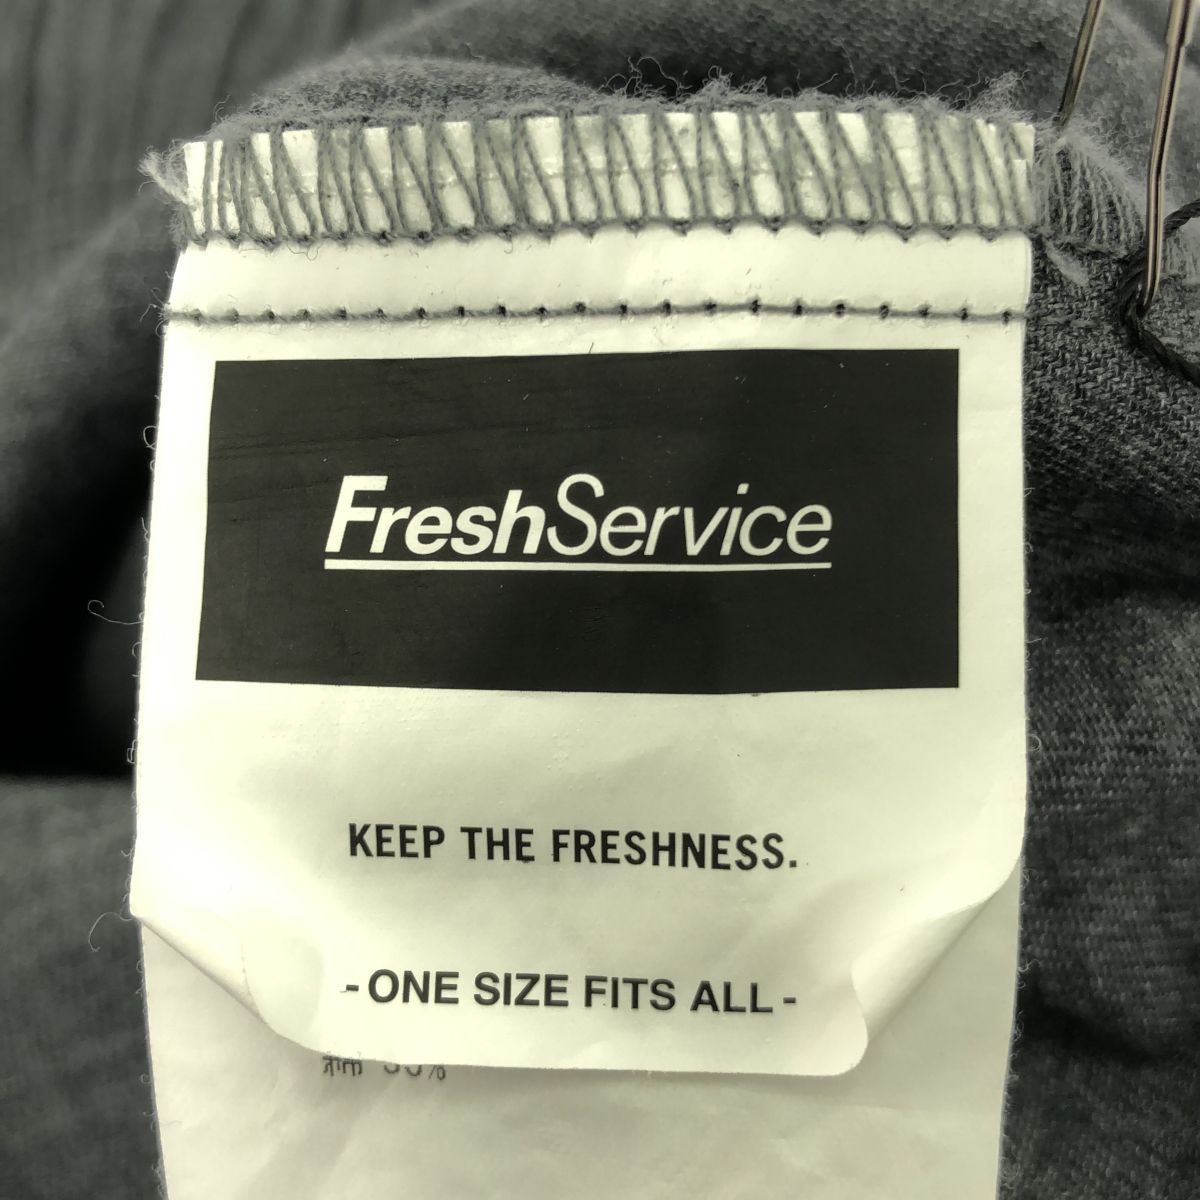 FreshService
KEEP THE FRESHNESS.
- ONE SIZE FITS ALL -